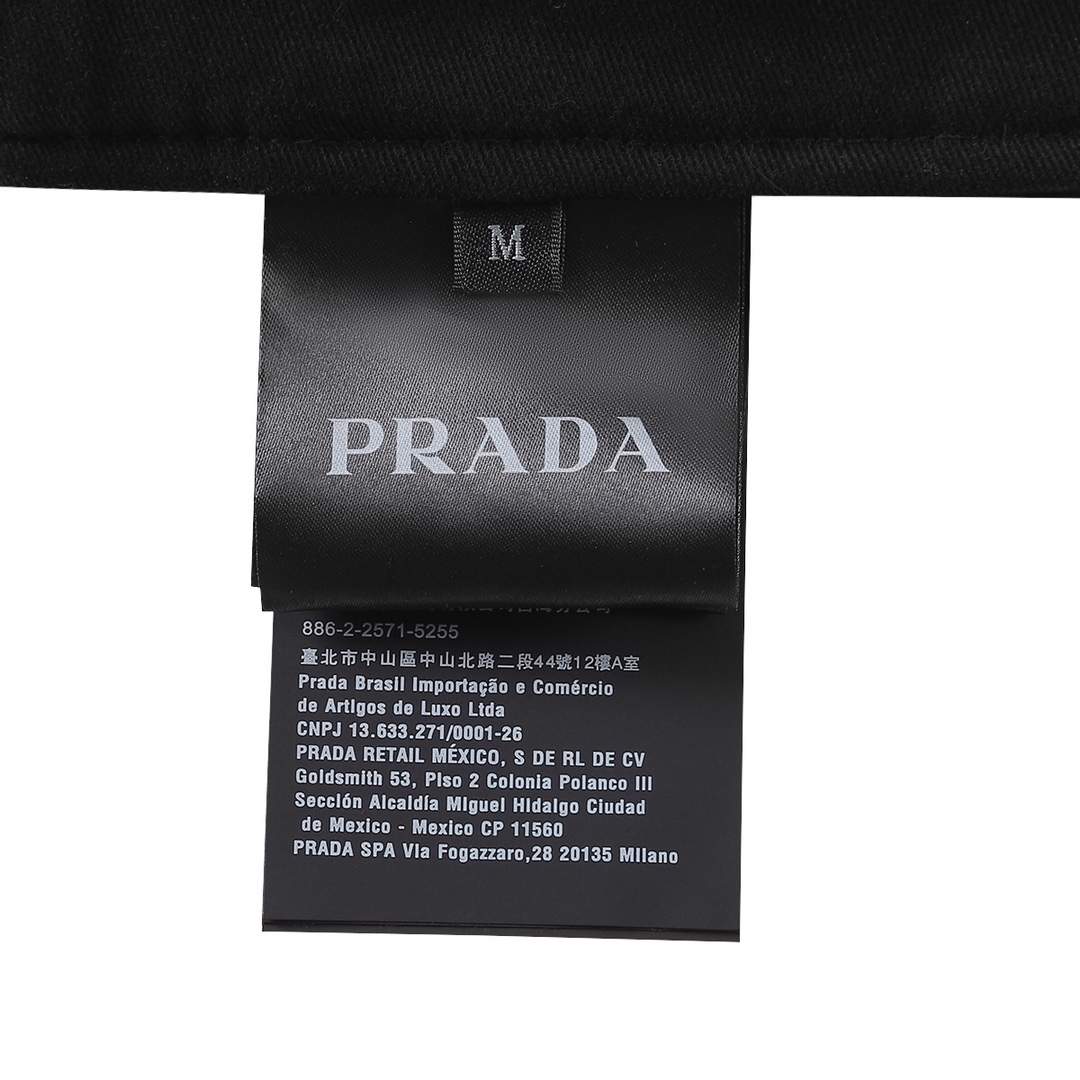 M
PRADA
886-2-2571-5255
臺北市中山區中山北路二段44號12樓A室
Prada Brasil Importação e Comércio
de Artigos de Luxo Ltda
CNPJ 13.633.271/0001-26
PRADA RETAIL MÉXICO, S DE RL DE CV
Goldsmith 53, Piso 2 Colonia Polanco III
Sección Alcaldía Miguel Hidalgo Ciudad
de Mexico - Mexico CP 11560
PRADA SPA Via Fogazzaro,28 20135 Milano